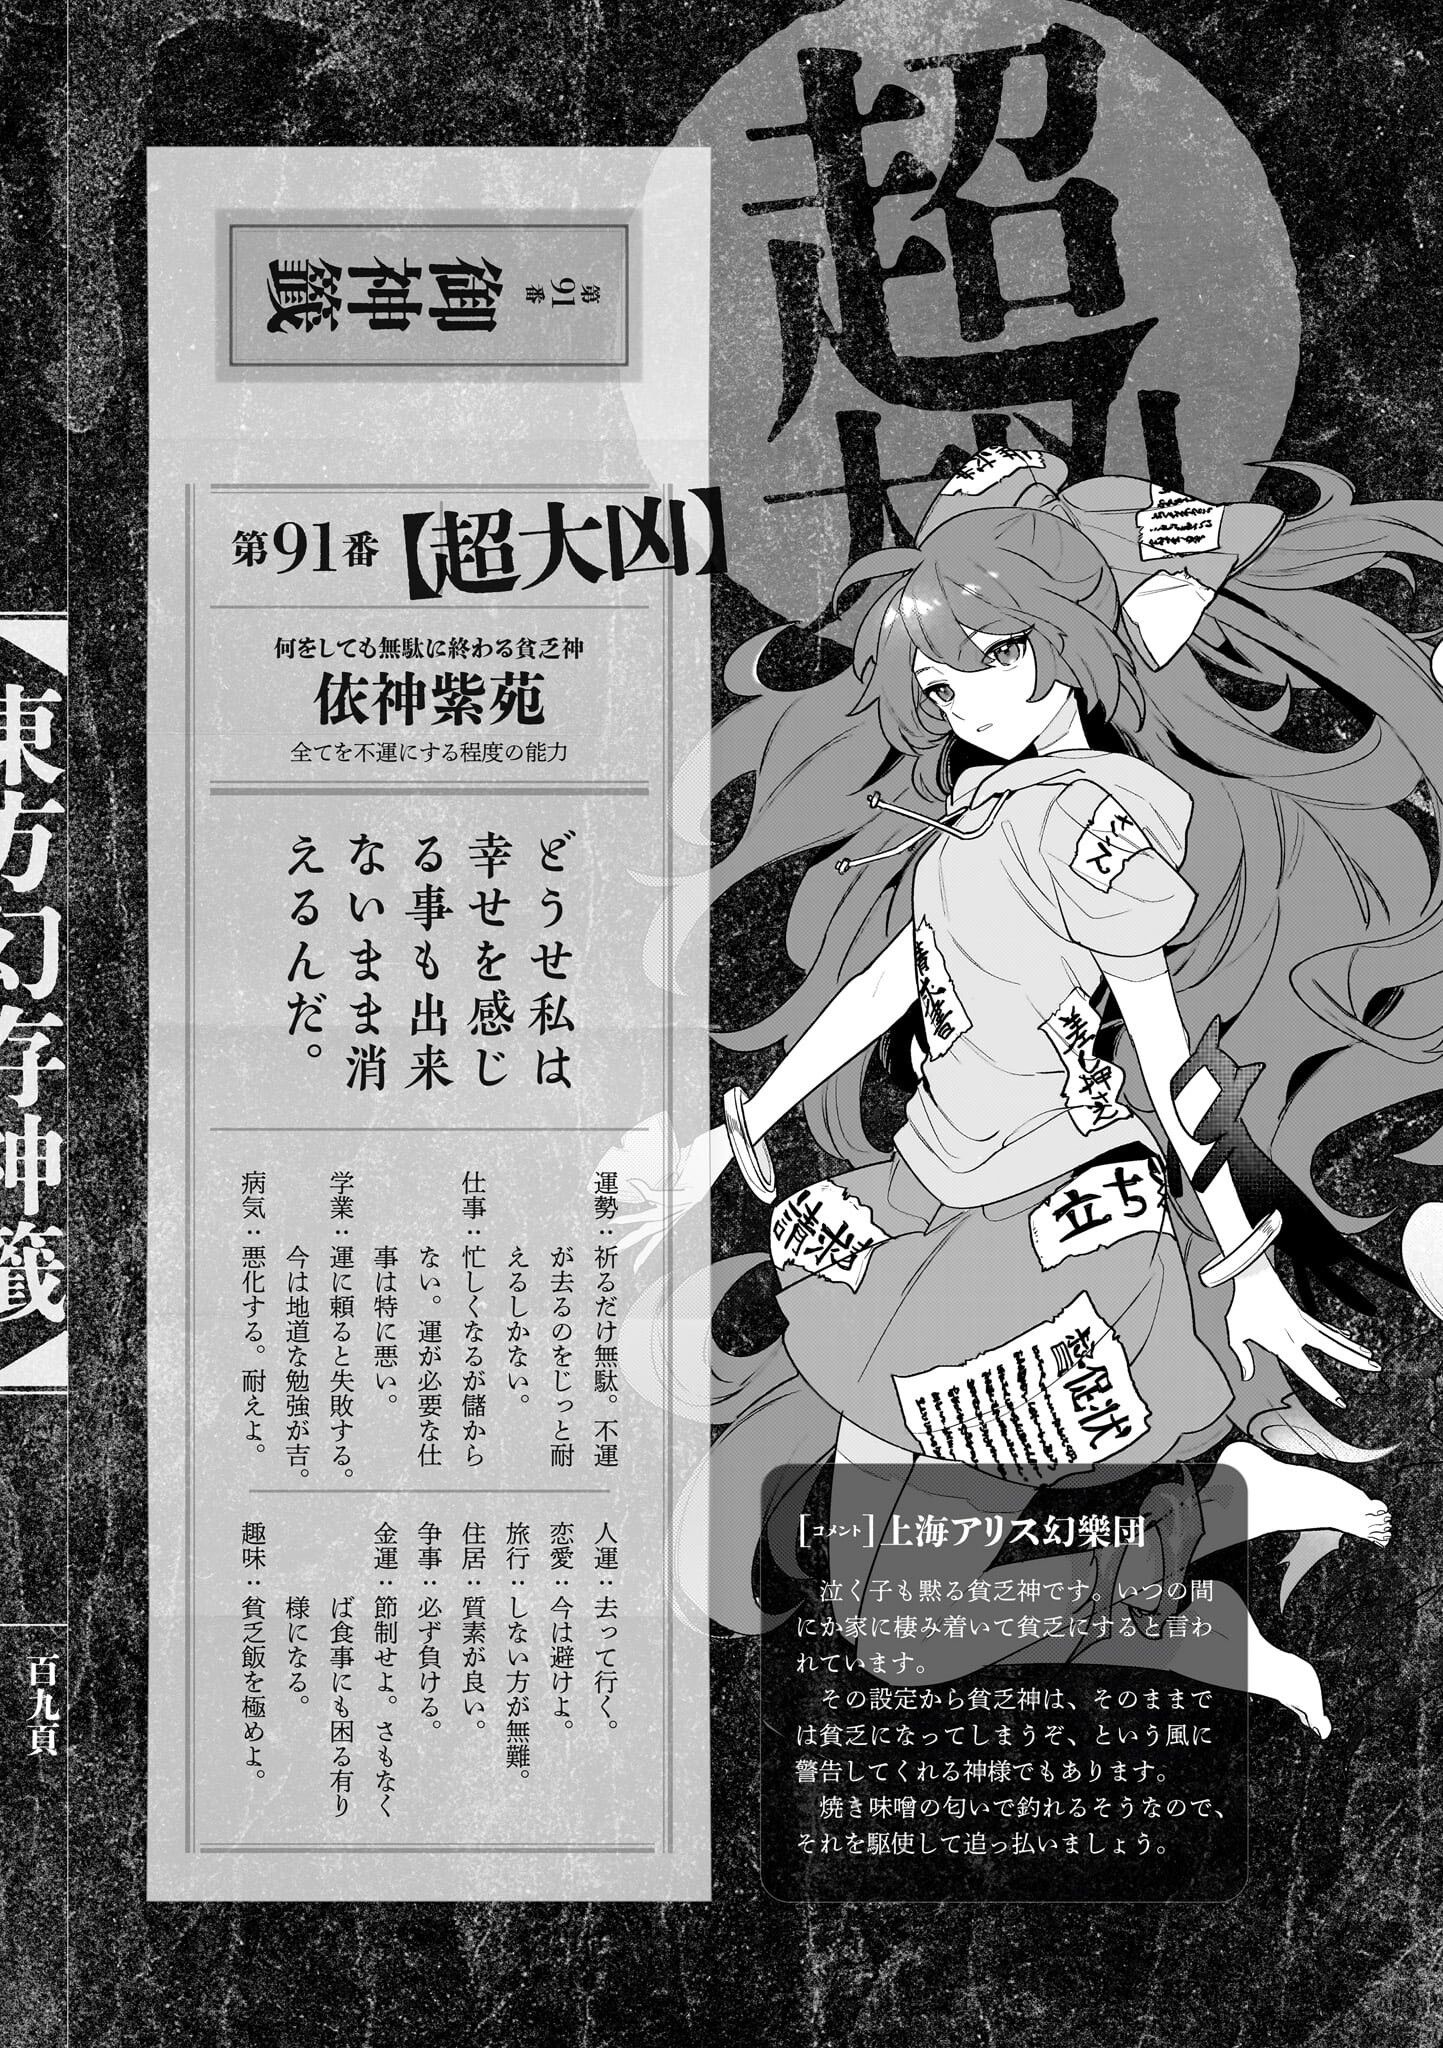 超大凶
御神籤
第91番
第91番【超大凶】
何をしても無駄に終わる貧乏神
依神紫苑
全てを不運にする程度の能力
どうせ私は
幸せを感じ
る事も出来
ないまま消
えるんだ。
運勢：祈るだけ無駄。不運
が去るのをじっと耐
えるしかない。
仕事：忙しくなるが儲から
ない。運が必要な仕
事は特に悪い。
学業：運に頼ると失敗する。
今は地道な勉強が吉。
病気：悪化する。耐えよ。
人運：去って行く。
恋愛：今は避けよ。
旅行：しない方が無難。
住居：質素が良い。
争事：必ず負ける。
金運：節制せよ。さもなく
ば食事にも困る有り
様になる。
趣味：貧乏飯を極めよ。
さえ
請求書
差し押さえ
請求
立ち
督促状
［コメント］上海アリス幻樂団
泣く子も黙る貧乏神です。いつの間
にか家に棲み着いて貧乏にすると言わ
れています。
その設定から貧乏神は、そのままで
は貧乏になってしまうぞ、という風に
警告してくれる神様でもあります。
焼き味噌の匂いで釣れるそうなので、
それを駆使して追っ払いましょう。
【東方幻存神籤】
百九頁